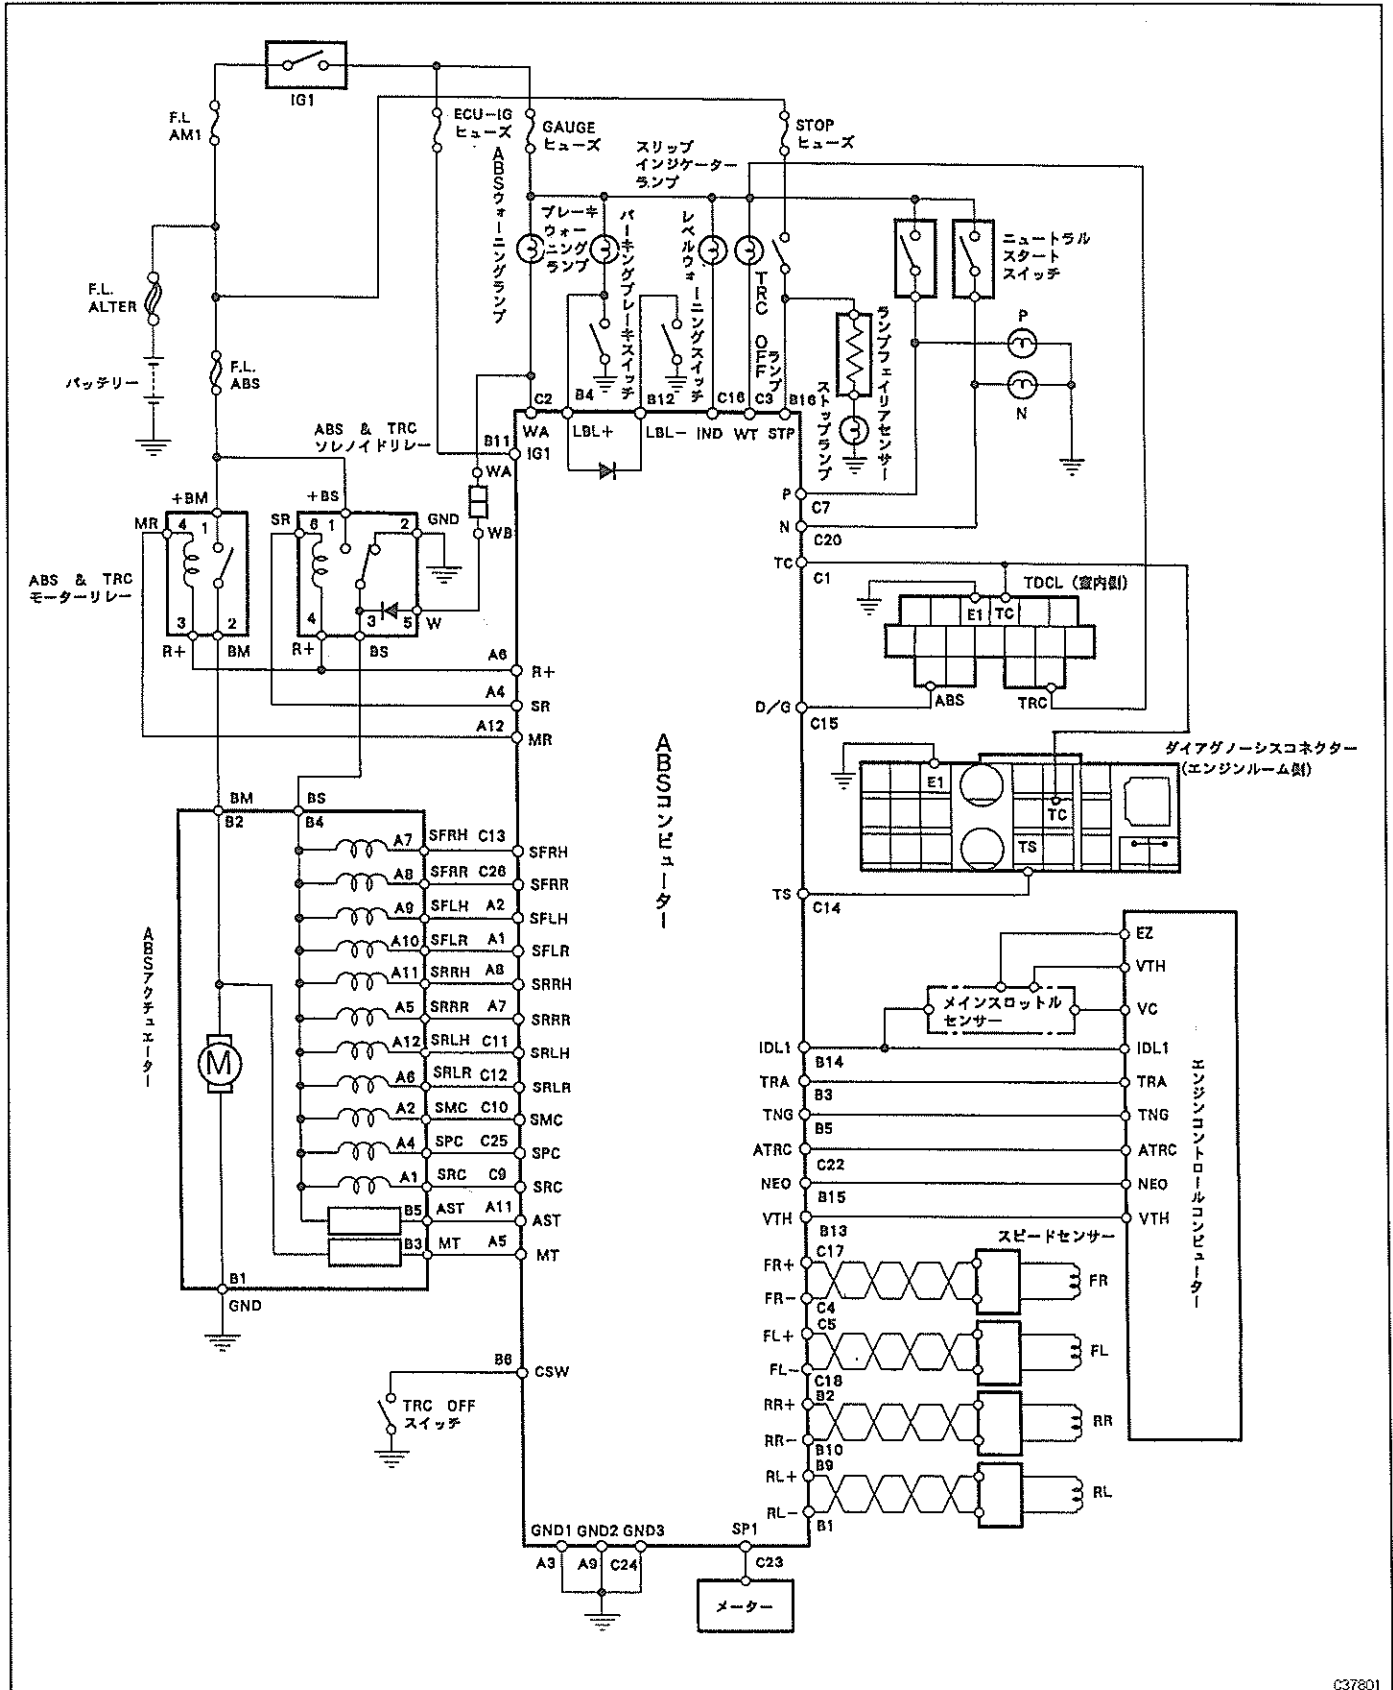 IG1
F.L
AM1
ECU-IG
ヒューズ
GAUGE
ヒューズ
STOP
ヒューズ
スリップ
インジケーター
ランプ
ABSウォーニングランプ
ブレーキ
ウォー
ニング
ランプ
パーキングブレーキスイッチ
レベルウォーニングスイッチ
TRC OFF
ランプ
ニュートラル
スタート
スイッチ
F.L.
ALTER
バッテリー
F.L.
ABS
P
N
ランプフェイリアセンサー
ストップランプ
C2
B4
B12
C16
C3
B16
WA
LBL+
LBL-
IND
WT
STP
ABS & TRC
ソレノイドリレー
B11
IG1
WA
WB
+BM
+BS
MR
4
1
SR
6
1
2
GND
ABS & TRC
モーターリレー
3
2
4
3
5
W
R+
BM
R+
BS
A6
R+
A4
SR
A12
MR
P
C7
N
C20
TC
C1
TDCL (室内側)
E1
TC
ABS
TRC
D/G
C15
ダイアグノーシスコネクター
(エンジンルーム側)
E1
TC
TS
TS
C14
ABSコンピューター
ABSアクチュエーター
BM
B2
BS
B4
A7
SFRH
C13
SFRH
A8
SFRR
C26
SFRR
A9
SFLH
A2
SFLH
A10
SFLR
A1
SFLR
A11
SRRH
A8
SRRH
A5
SRRR
A7
SRRR
A12
SRLH
C11
SRLH
A6
SRLR
C12
SRLR
A2
SMC
C10
SMC
A4
SPC
C25
SPC
A1
SRC
C9
SRC
B5
AST
A11
AST
B3
MT
A5
MT
M
B1
GND
EZ
VTH
VC
メインスロットル
センサー
IDL1
B14
IDL1
TRA
B3
TRA
TNG
B5
TNG
ATRC
C22
ATRC
NEO
B15
NEO
VTH
B13
VTH
エンジンコントロールコンピューター
スピードセンサー
FR+
C17
FR-
C4
FR
FL+
C5
FL-
C18
FL
RR+
B2
RR-
B10
RR
RL+
B9
RL-
B1
RL
B6
CSW
TRC OFF
スイッチ
GND1
GND2
GND3
SP1
A3
A9
C24
C23
メーター
C37801